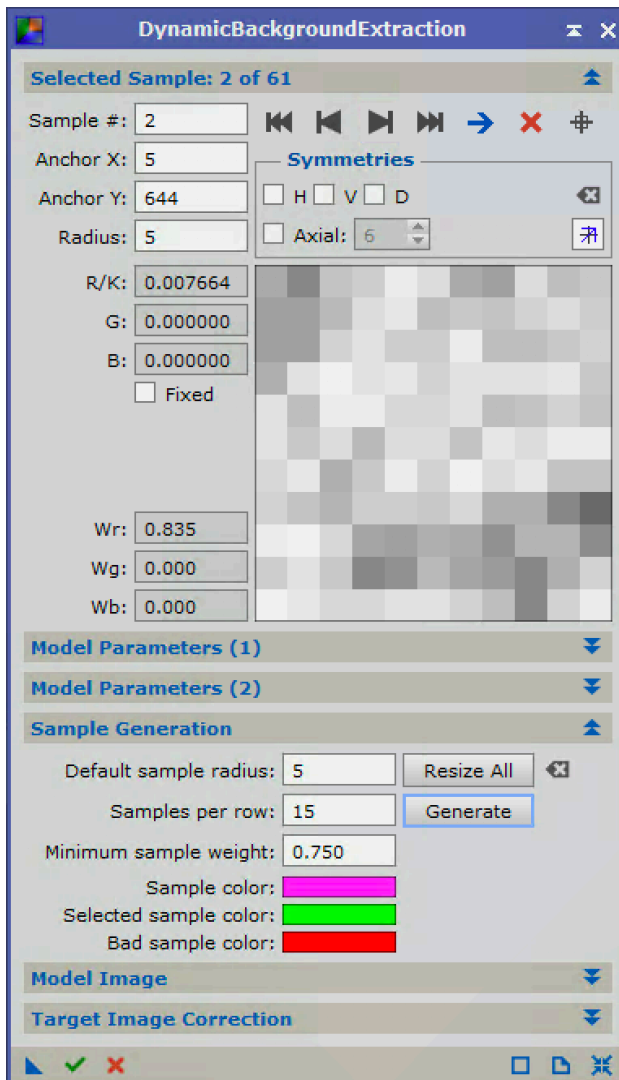 DynamicBackgroundExtraction
Selected Sample: 2 of 61
Sample #: 2
Anchor X: 5
Symmetries
Anchor Y: 644
H V D
Radius: 5
Axial: 6
R/K: 0.007664
G: 0.000000
B: 0.000000
Fixed
Wr: 0.835
Wg: 0.000
Wb: 0.000
Model Parameters (1)
Model Parameters (2)
Sample Generation
Default sample radius: 5 Resize All
Samples per row: 15 Generate
Minimum sample weight: 0.750
Sample color:
Selected sample color:
Bad sample color:
Model Image
Target Image Correction